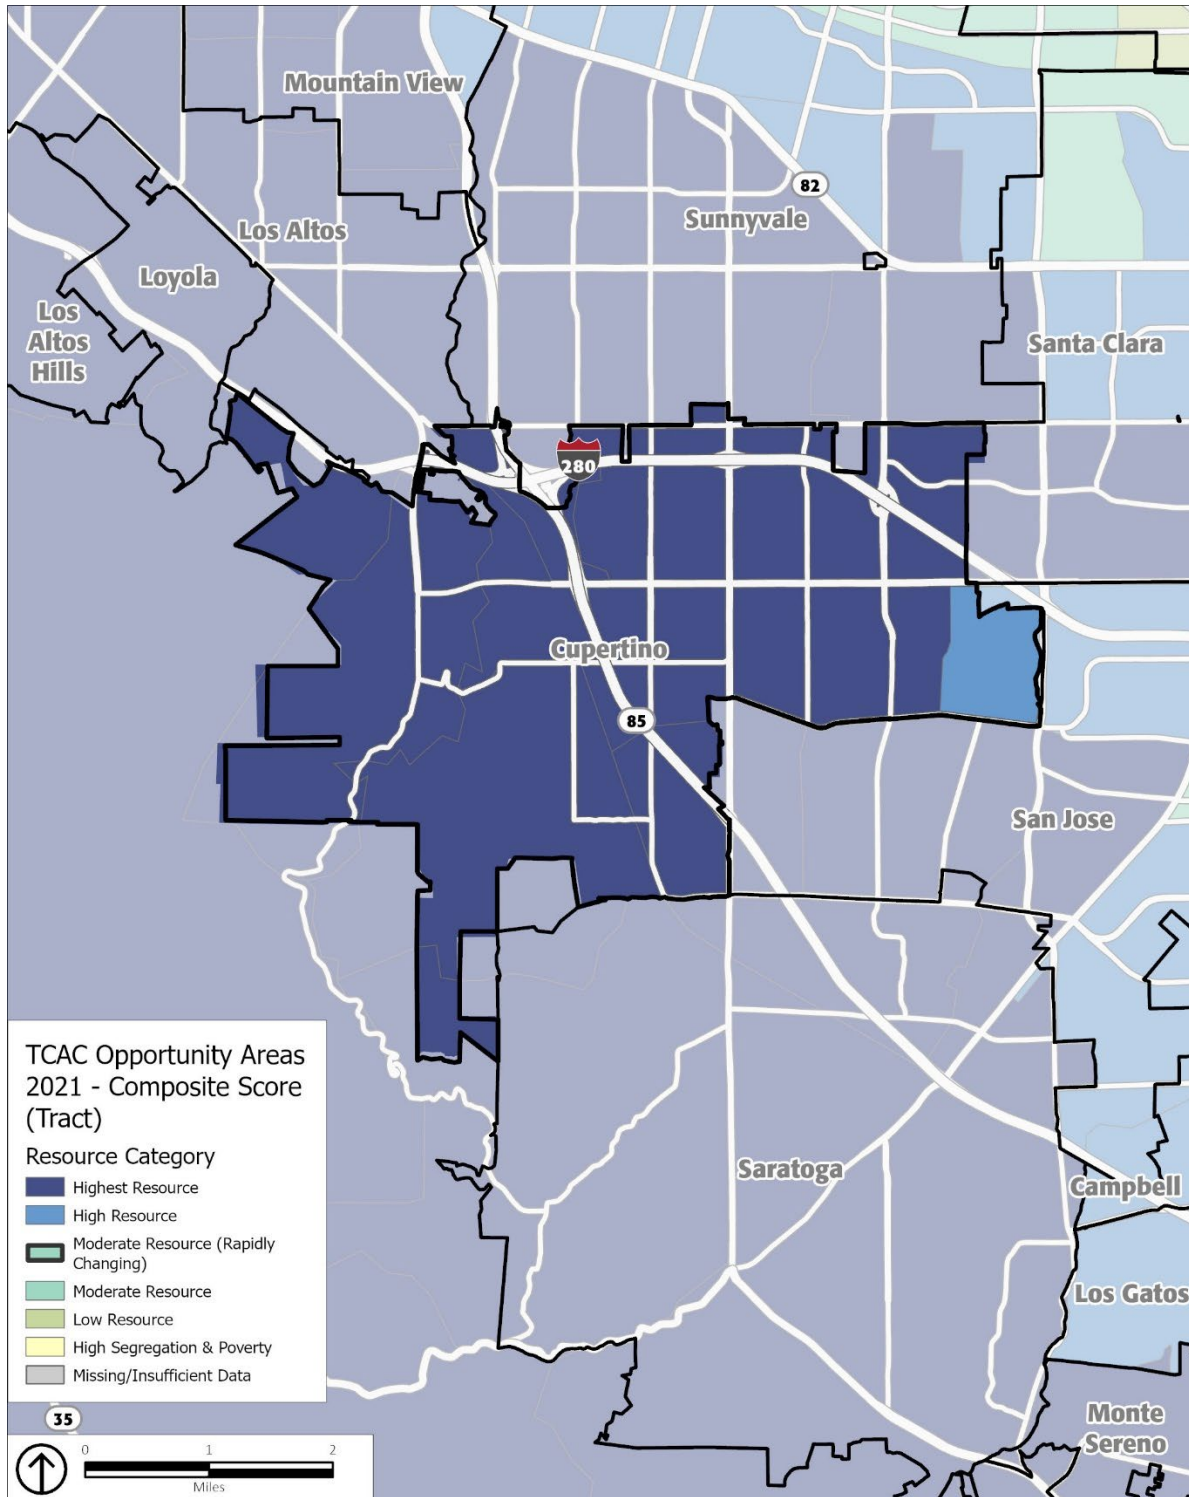 Mountain View
82
Sunnyvale
Los Altos
Loyola
Los
Altos
Hills
Santa Clara
280
Cupertino
85
San Jose
Saratoga
Campbell
Los Gatos
Monte
Sereno
TCAC Opportunity Areas
2021 - Composite Score
(Tract)
Resource Category
Highest Resource
High Resource
Moderate Resource (Rapidly
Changing)
Moderate Resource
Low Resource
High Segregation & Poverty
Missing/Insufficient Data
35
0 1 2
Miles